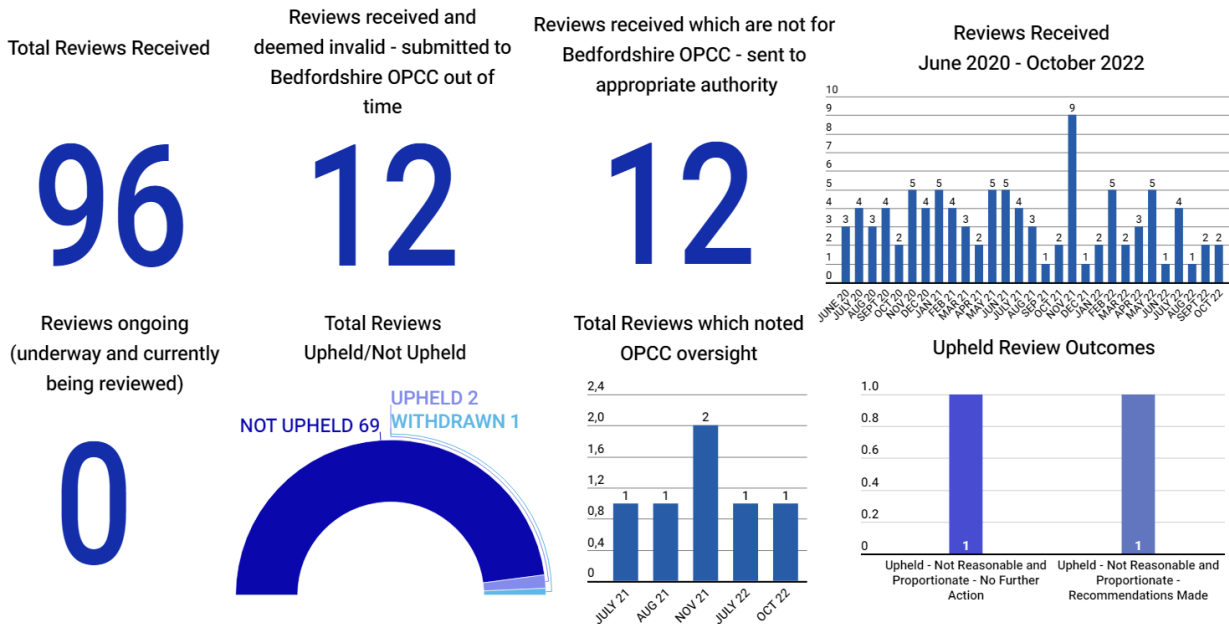 Total Reviews Received
96
Reviews received and
deemed invalid - submitted to
Bedfordshire OPCC out of
time
12
Reviews received which are not for
Bedfordshire OPCC - sent to
appropriate authority
12
Reviews Received
June 2020 - October 2022
10
9
8
7
6
5
4
3
2
1
0
3
4
3
4
2
5
4
5
4
3
2
5
5
4
3
1
2
9
1
2
5
2
3
5
1
4
1
2
2
JUNE 20
JULY 20
AUG 20
SEPT 20
OCT 20
NOV 20
DEC 20
JAN 21
FEB 21
MAR 21
APR 21
MAY 21
JUN 21
JULY 21
AUG 21
SEPT 21
OCT 21
NOV 21
DEC 21
JAN 22
FEB 22
MAR 22
APR 22
MAY 22
JUN 22
JULY 22
AUG 22
SEPT 22
OCT 22
Reviews ongoing
(underway and currently
being reviewed)
0
Total Reviews
Upheld/Not Upheld
NOT UPHELD 69
UPHELD 2
WITHDRAWN 1
Total Reviews which noted
OPCC oversight
2,4
2,0
1,6
1,2
0,8
0,4
0
1
1
2
1
1
JULY 21
AUG 21
NOV 21
JULY 22
OCT 22
Upheld Review Outcomes
1.0
0.8
0.6
0.4
0.2
0
1
1
Upheld - Not Reasonable and
Proportionate - No Further
Action
Upheld - Not Reasonable and
Proportionate -
Recommendations Made